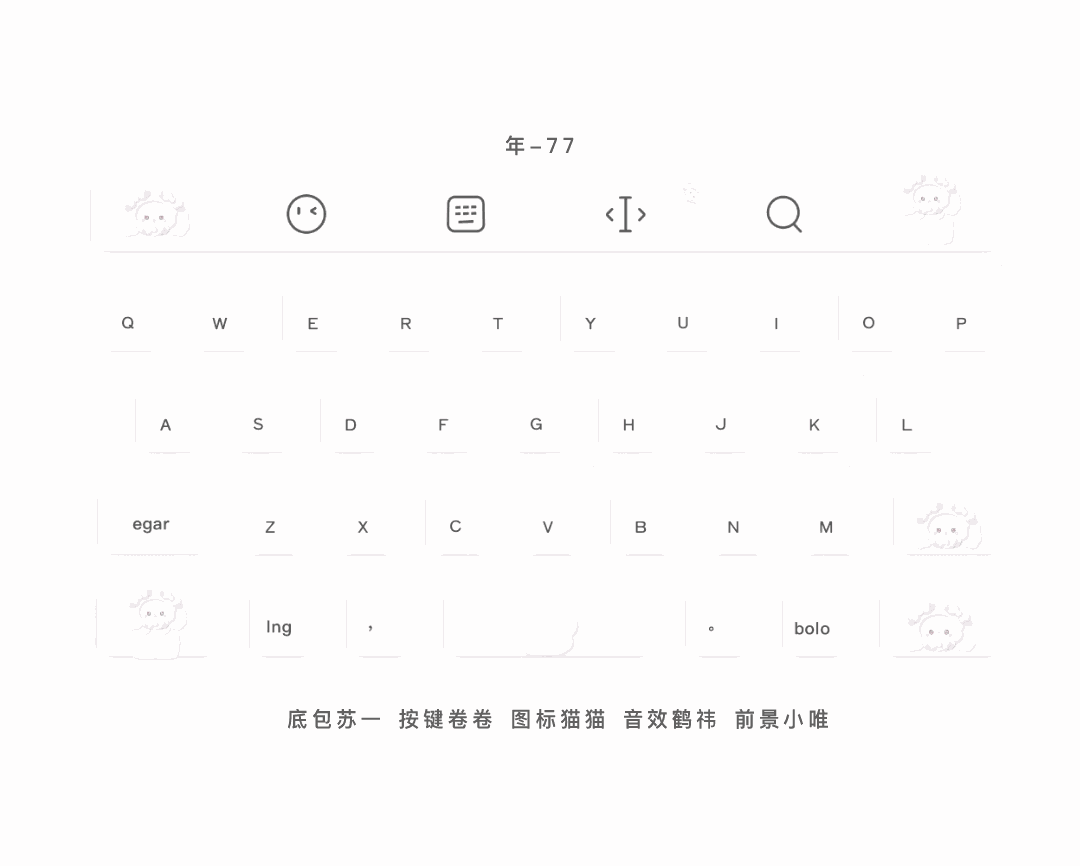 年–77
Q W E R T Y U I O P
A S D F G H J K L
egar Z X C V B N M
Ing , 。 bolo
底包苏一 按键卷卷 图标猫猫 音效鹤祎 前景小唯